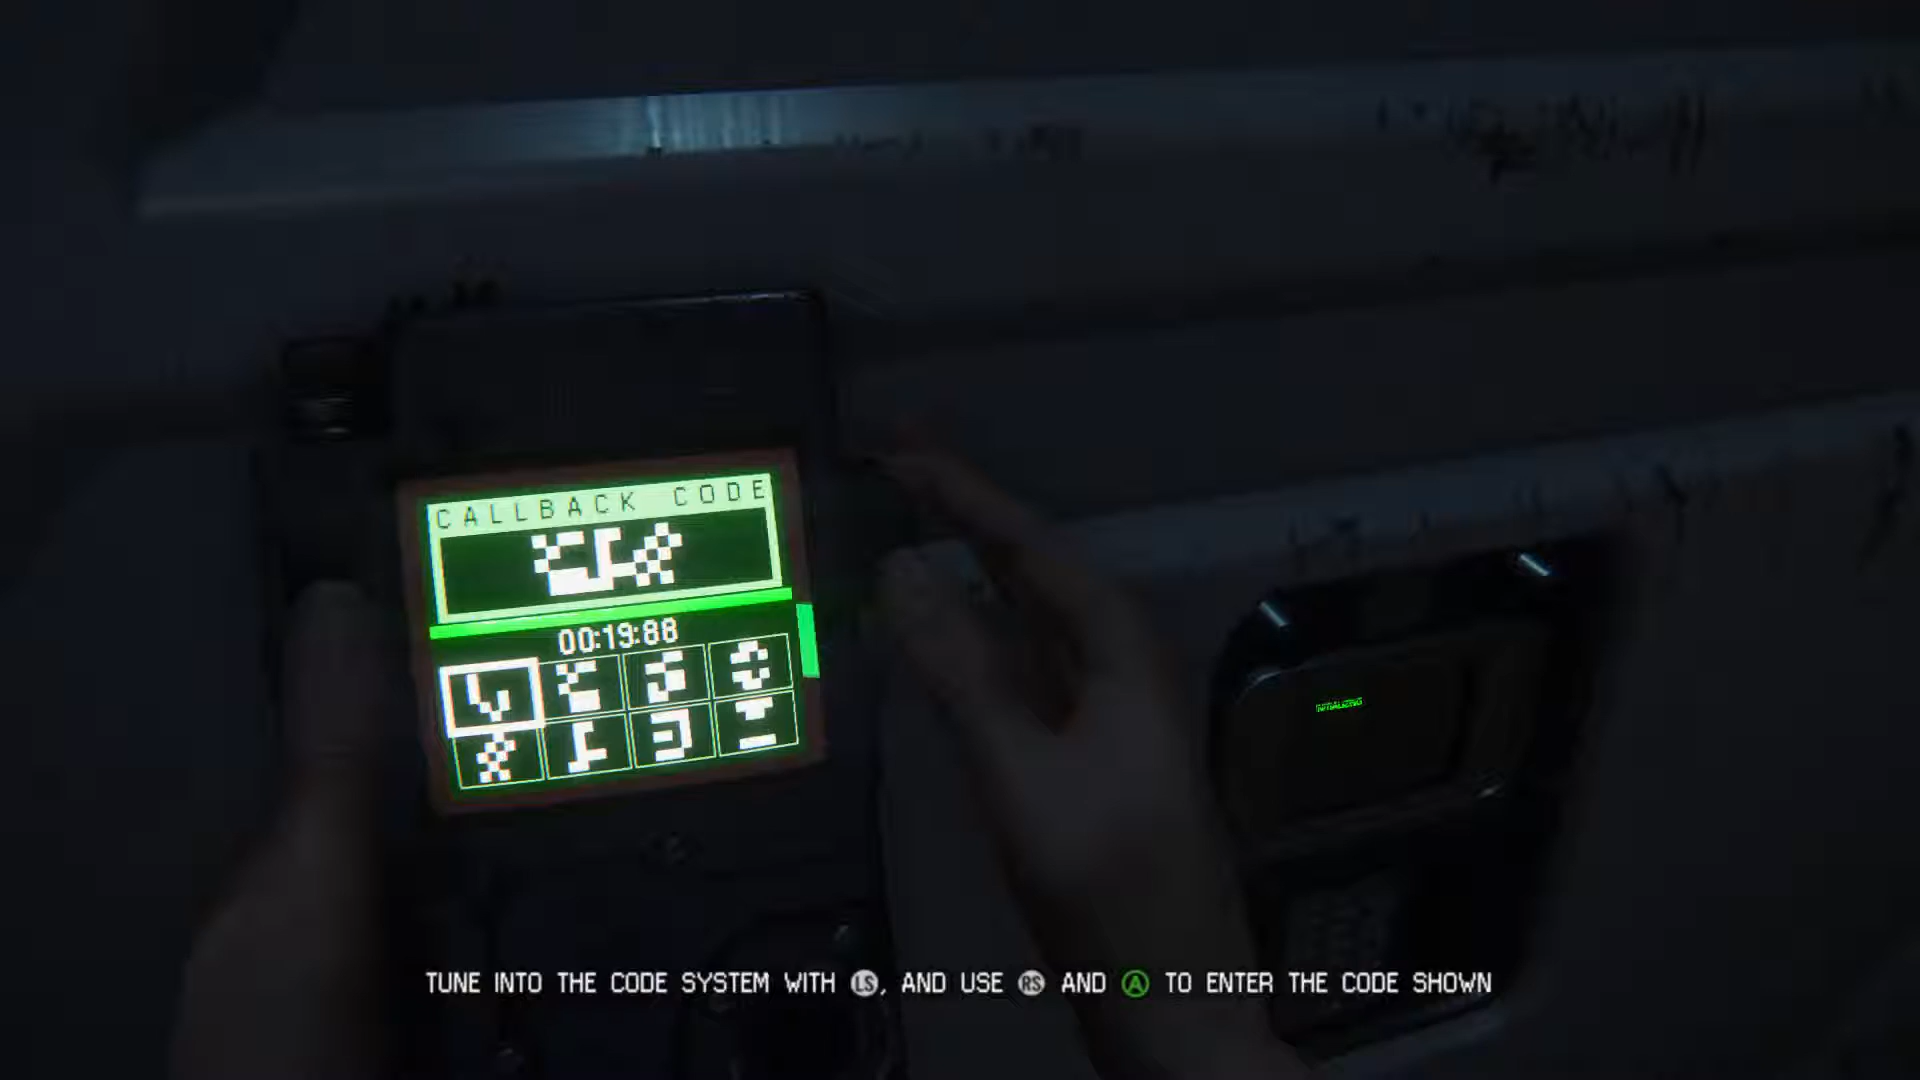 CALLBACK CODE
00:19:88
TUNE INTO THE CODE SYSTEM WITH LS, AND USE RS AND A TO ENTER THE CODE SHOWN